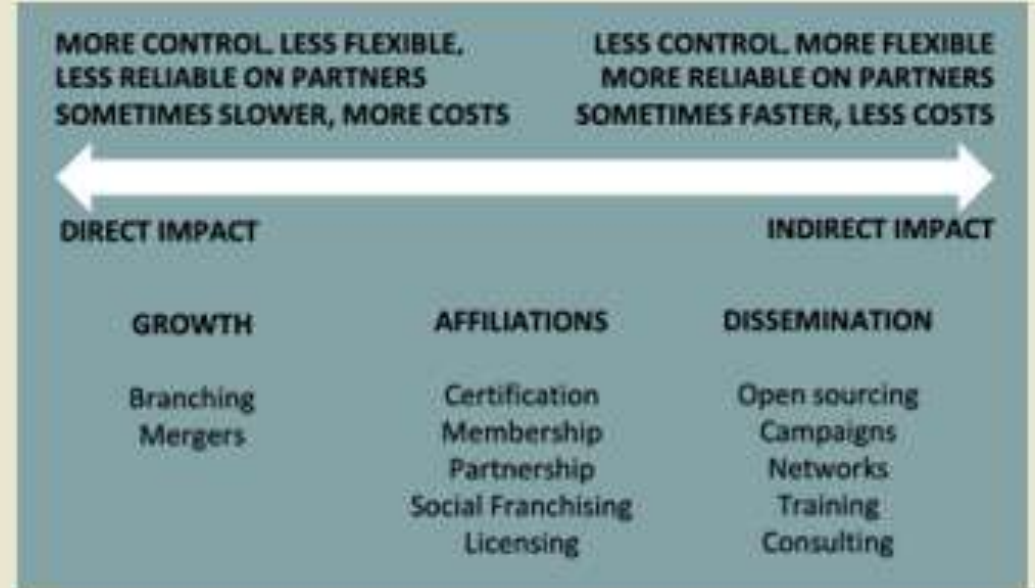 MORE CONTROL. LESS FLEXIBLE,
LESS RELIABLE ON PARTNERS
SOMETIMES SLOWER, MORE COSTS
LESS CONTROL. MORE FLEXIBLE
MORE RELIABLE ON PARTNERS
SOMETIMES FASTER, LESS COSTS
DIRECT IMPACT
INDIRECT IMPACT
GROWTH
Branching
Mergers
AFFILIATIONS
Certification
Membership
Partnership
Social Franchising
Licensing
DISSEMINATION
Open sourcing
Campaigns
Networks
Training
Consulting